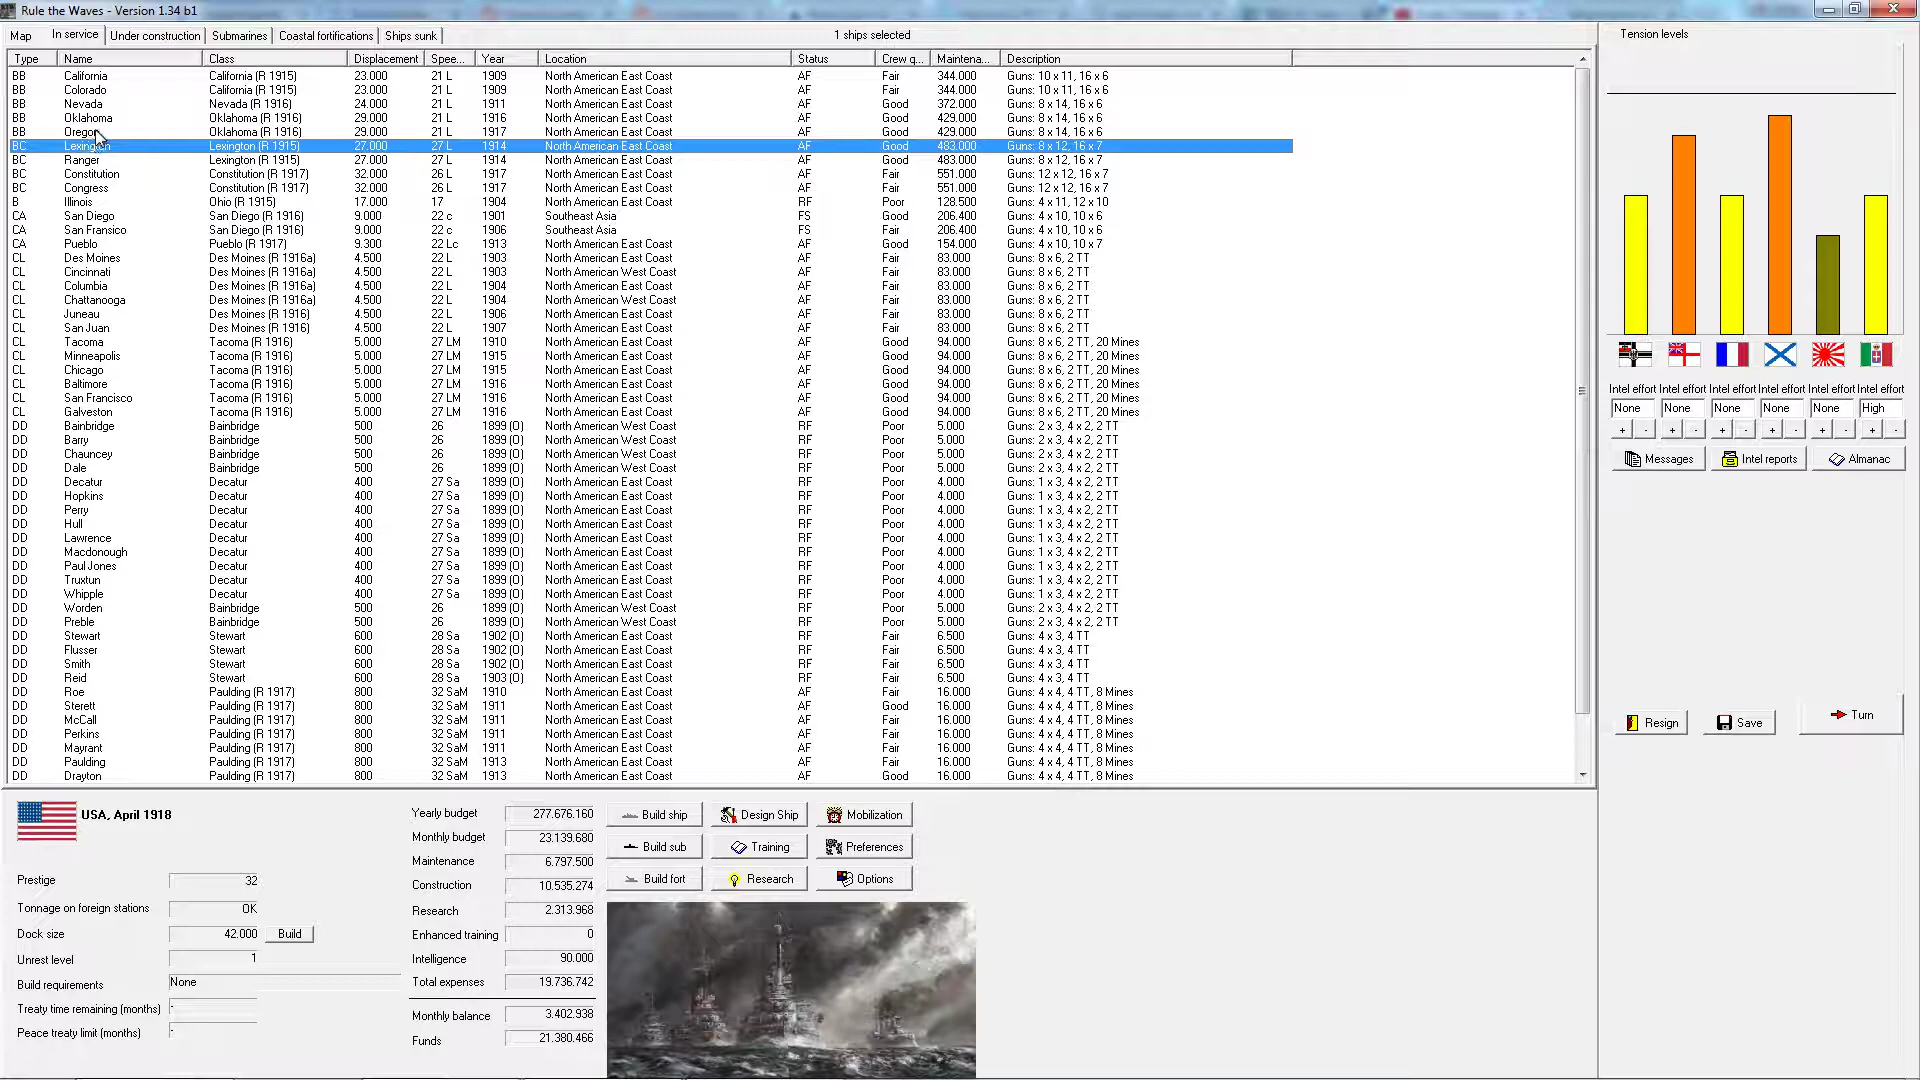 Rule the Waves - Version 1.34 b1
Map In service Under construction Submarines Coastal fortifications Ships sunk 1 ships selected
Type Name Class Displacement Spee... Year Location Status Crew q... Maintena... Description
BB California California (R 1915) 23.000 21 L 1909 North American East Coast AF Fair 344.000 Guns: 10 x 11, 16 x 6
BB Colorado California (R 1915) 23.000 21 L 1909 North American East Coast AF Fair 344.000 Guns: 10 x 11, 16 x 6
BB Nevada Nevada (R 1916) 24.000 21 L 1911 North American East Coast AF Good 372.000 Guns: 8 x 14, 16 x 6
BB Oklahoma Oklahoma (R 1916) 29.000 21 L 1916 North American East Coast AF Good 429.000 Guns: 8 x 14, 16 x 6
BB Oregon Oklahoma (R 1916) 29.000 21 L 1917 North American East Coast AF Good 429.000 Guns: 8 x 14, 16 x 6
BC Lexington Lexington (R 1915) 27.000 27 L 1914 North American East Coast AF Good 483.000 Guns: 8 x 12, 16 x 7
BC Ranger Lexington (R 1915) 27.000 27 L 1914 North American East Coast AF Good 483.000 Guns: 8 x 12, 16 x 7
BC Constitution Constitution (R 1917) 32.000 26 L 1917 North American East Coast AF Fair 551.000 Guns: 12 x 12, 16 x 7
BC Congress Constitution (R 1917) 32.000 26 L 1917 North American East Coast AF Fair 551.000 Guns: 12 x 12, 16 x 7
B Illinois Ohio (R 1915) 17.000 17 1904 North American East Coast RF Poor 128.500 Guns: 4 x 11, 12 x 10
CA San Diego San Diego (R 1916) 9.000 22 c 1901 Southeast Asia FS Good 206.400 Guns: 4 x 10, 10 x 6
CA San Fransico San Diego (R 1916) 9.000 22 c 1906 Southeast Asia FS Fair 206.400 Guns: 4 x 10, 10 x 6
CA Pueblo Pueblo (R 1917) 9.300 22 Lc 1913 North American East Coast AF Good 154.000 Guns: 4 x 10, 10 x 7
CL Des Moines Des Moines (R 1916a) 4.500 22 L 1903 North American East Coast AF Fair 83.000 Guns: 8 x 6, 2 TT
CL Cincinnati Des Moines (R 1916a) 4.500 22 L 1903 North American West Coast AF Fair 83.000 Guns: 8 x 6, 2 TT
CL Columbia Des Moines (R 1916a) 4.500 22 L 1904 North American East Coast AF Fair 83.000 Guns: 8 x 6, 2 TT
CL Chattanooga Des Moines (R 1916a) 4.500 22 L 1904 North American West Coast AF Fair 83.000 Guns: 8 x 6, 2 TT
CL Juneau Des Moines (R 1916) 4.500 22 L 1906 North American East Coast AF Fair 83.000 Guns: 8 x 6, 2 TT
CL San Juan Des Moines (R 1916) 4.500 22 L 1907 North American East Coast AF Fair 83.000 Guns: 8 x 6, 2 TT
CL Tacoma Tacoma (R 1916) 5.000 27 LM 1910 North American East Coast AF Good 94.000 Guns: 8 x 6, 2 TT, 20 Mines
CL Minneapolis Tacoma (R 1916) 5.000 27 LM 1915 North American East Coast AF Good 94.000 Guns: 8 x 6, 2 TT, 20 Mines
CL Chicago Tacoma (R 1916) 5.000 27 LM 1915 North American East Coast AF Good 94.000 Guns: 8 x 6, 2 TT, 20 Mines
CL Baltimore Tacoma (R 1916) 5.000 27 LM 1916 North American East Coast AF Good 94.000 Guns: 8 x 6, 2 TT, 20 Mines
CL San Francisco Tacoma (R 1916) 5.000 27 LM 1916 North American East Coast AF Good 94.000 Guns: 8 x 6, 2 TT, 20 Mines
CL Galveston Tacoma (R 1916) 5.000 27 LM 1916 North American East Coast AF Good 94.000 Guns: 8 x 6, 2 TT, 20 Mines
DD Bainbridge Bainbridge 500 26 1899 (O) North American West Coast RF Poor 5.000 Guns: 2 x 3, 4 x 2, 2 TT
DD Barry Bainbridge 500 26 1899 (O) North American West Coast RF Poor 5.000 Guns: 2 x 3, 4 x 2, 2 TT
DD Chauncey Bainbridge 500 26 1899 (O) North American West Coast RF Poor 5.000 Guns: 2 x 3, 4 x 2, 2 TT
DD Dale Bainbridge 500 26 1899 (O) North American West Coast RF Poor 5.000 Guns: 2 x 3, 4 x 2, 2 TT
DD Decatur Decatur 400 27 Sa 1899 (O) North American East Coast RF Poor 4.000 Guns: 1 x 3, 4 x 2, 2 TT
DD Hopkins Decatur 400 27 Sa 1899 (O) North American East Coast RF Poor 4.000 Guns: 1 x 3, 4 x 2, 2 TT
DD Perry Decatur 400 27 Sa 1899 (O) North American East Coast RF Poor 4.000 Guns: 1 x 3, 4 x 2, 2 TT
DD Hull Decatur 400 27 Sa 1899 (O) North American East Coast RF Poor 4.000 Guns: 1 x 3, 4 x 2, 2 TT
DD Lawrence Decatur 400 27 Sa 1899 (O) North American East Coast RF Poor 4.000 Guns: 1 x 3, 4 x 2, 2 TT
DD Macdonough Decatur 400 27 Sa 1899 (O) North American East Coast RF Poor 4.000 Guns: 1 x 3, 4 x 2, 2 TT
DD Paul Jones Decatur 400 27 Sa 1899 (O) North American East Coast RF Poor 4.000 Guns: 1 x 3, 4 x 2, 2 TT
DD Truxtun Decatur 400 27 Sa 1899 (O) North American East Coast RF Poor 4.000 Guns: 1 x 3, 4 x 2, 2 TT
DD Whipple Decatur 400 27 Sa 1899 (O) North American East Coast RF Poor 4.000 Guns: 1 x 3, 4 x 2, 2 TT
DD Worden Bainbridge 500 26 1899 (O) North American West Coast RF Poor 5.000 Guns: 2 x 3, 4 x 2, 2 TT
DD Preble Bainbridge 500 26 1899 (O) North American West Coast RF Poor 5.000 Guns: 2 x 3, 4 x 2, 2 TT
DD Stewart Stewart 600 28 Sa 1902 (O) North American East Coast RF Fair 6.500 Guns: 4 x 3, 4 TT
DD Flusser Stewart 600 28 Sa 1902 (O) North American East Coast RF Fair 6.500 Guns: 4 x 3, 4 TT
DD Smith Stewart 600 28 Sa 1902 (O) North American East Coast RF Fair 6.500 Guns: 4 x 3, 4 TT
DD Reid Stewart 600 28 Sa 1903 (O) North American East Coast RF Fair 6.500 Guns: 4 x 3, 4 TT
DD Roe Paulding (R 1917) 800 32 SaM 1910 North American East Coast AF Fair 16.000 Guns: 4 x 4, 4 TT, 8 Mines
DD Sterett Paulding (R 1917) 800 32 SaM 1911 North American East Coast AF Good 16.000 Guns: 4 x 4, 4 TT, 8 Mines
DD McCall Paulding (R 1917) 800 32 SaM 1911 North American East Coast AF Fair 16.000 Guns: 4 x 4, 4 TT, 8 Mines
DD Perkins Paulding (R 1917) 800 32 SaM 1911 North American East Coast AF Fair 16.000 Guns: 4 x 4, 4 TT, 8 Mines
DD Mayrant Paulding (R 1917) 800 32 SaM 1911 North American East Coast AF Fair 16.000 Guns: 4 x 4, 4 TT, 8 Mines
DD Paulding Paulding (R 1917) 800 32 SaM 1913 North American East Coast AF Fair 16.000 Guns: 4 x 4, 4 TT, 8 Mines
DD Drayton Paulding (R 1917) 800 32 SaM 1913 North American East Coast AF Good 16.000 Guns: 4 x 4, 4 TT, 8 Mines
Tension levels
Intel effort Intel effort Intel effort Intel effort Intel effort Intel effort
None None None None None High
+ - + - + - + - + - + -
Messages Intel reports Almanac
Resign Save Turn
USA, April 1918
Prestige 32
Tonnage on foreign stations OK
Dock size 42.000 Build
Unrest level 1
Build requirements None
Treaty time remaining (months) -
Peace treaty limit (months) -
Yearly budget 277.676.160
Monthly budget 23.139.680
Maintenance 6.797.500
Construction 10.535.274
Research 2.313.968
Enhanced training 0
Intelligence 90.000
Total expenses 19.736.742
Monthly balance 3.402.938
Funds 21.380.466
Build ship Design Ship Mobilization
Build sub Training Preferences
Build fort Research Options